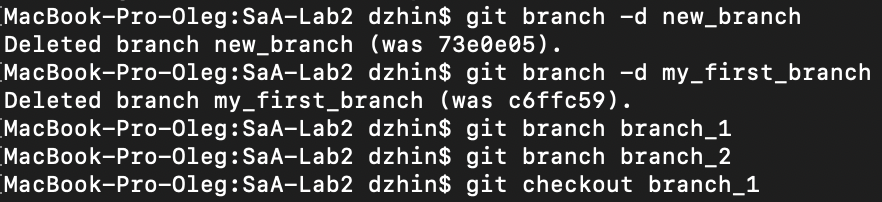 [MacBook-Pro-Oleg:SaA-Lab2 dzhin$ git branch -d new_branch
Deleted branch new_branch (was 73e0e05).
[MacBook-Pro-Oleg:SaA-Lab2 dzhin$ git branch -d my_first_branch
Deleted branch my_first_branch (was c6ffc59).
[MacBook-Pro-Oleg:SaA-Lab2 dzhin$ git branch branch_1
[MacBook-Pro-Oleg:SaA-Lab2 dzhin$ git branch branch_2
[MacBook-Pro-Oleg:SaA-Lab2 dzhin$ git checkout branch_1